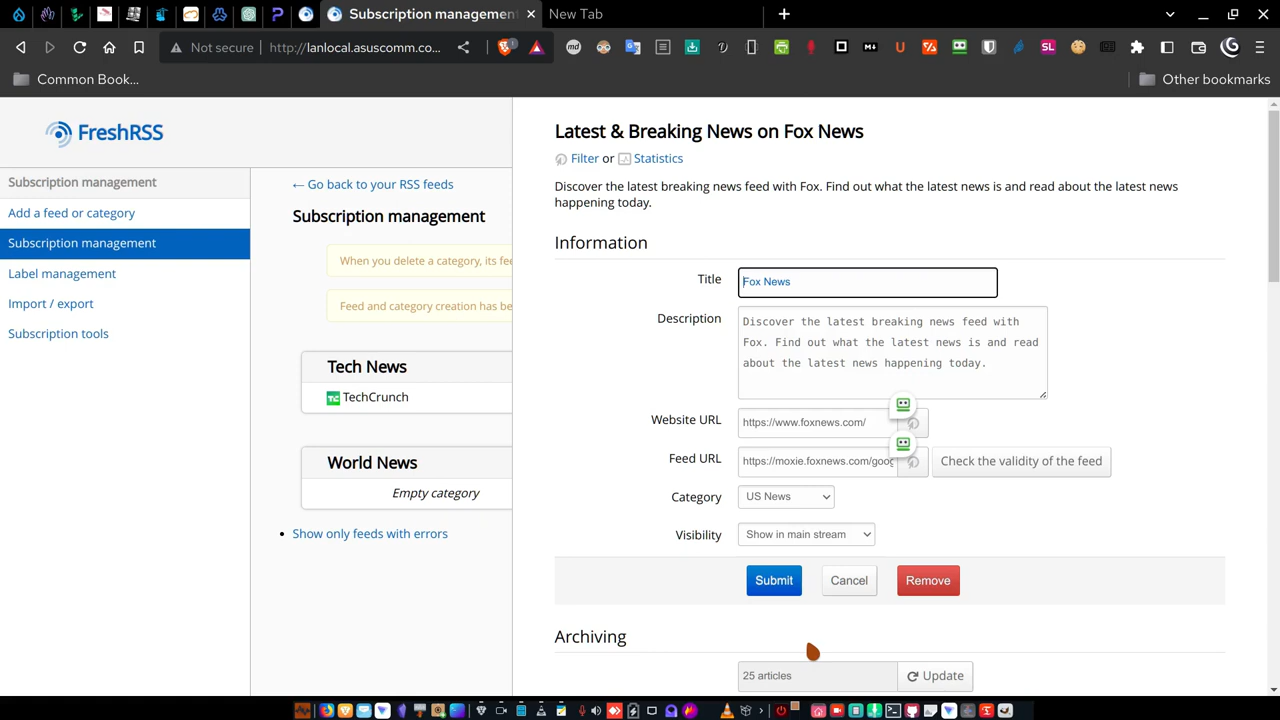 Subscription management
New Tab
Not secure
http://lanlocal.asuscomm.co...
Common Book...
Other bookmarks
FreshRSS
Subscription management
Add a feed or category
Subscription management
Label management
Import / export
Subscription tools
← Go back to your RSS feeds
Subscription management
When you delete a category, its fee
Feed and category creation has be
Tech News
TechCrunch
World News
Empty category
Show only feeds with errors
Latest & Breaking News on Fox News
Filter or Statistics
Discover the latest breaking news feed with Fox. Find out what the latest news is and read about the latest news
happening today.
Information
Title
Fox News
Description
Discover the latest breaking news feed with
Fox. Find out what the latest news is and read
about the latest news happening today.
Website URL
https://www.foxnews.com/
Feed URL
https://moxie.foxnews.com/goog
Check the validity of the feed
Category
US News
Visibility
Show in main stream
Submit
Cancel
Remove
Archiving
25 articles
Update